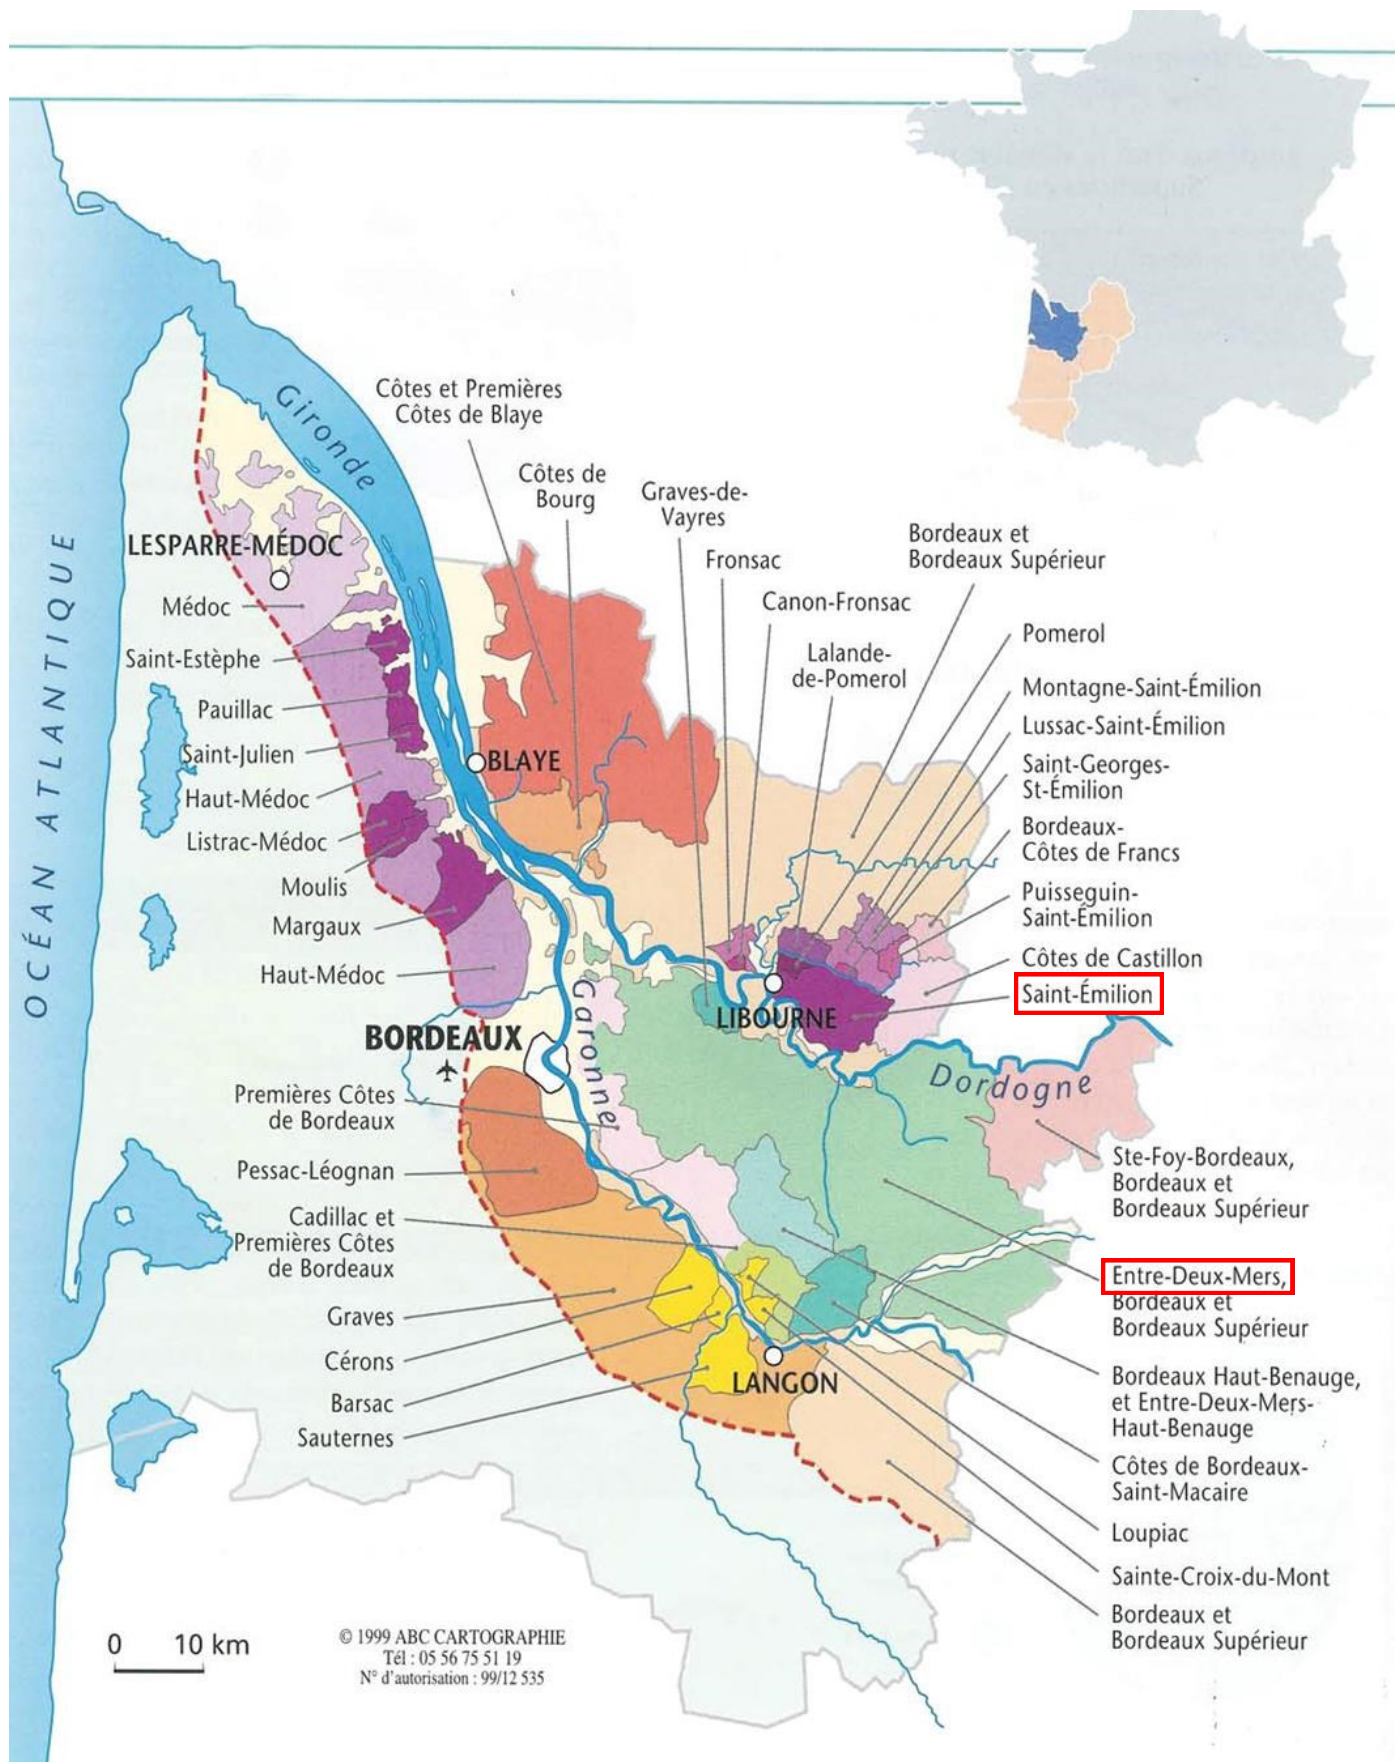 Côtes et Premières
Côtes de Blaye
Côtes de
Bourg
Graves-de-
Vayres
Fronsac
Bordeaux et
Bordeaux Supérieur
Canon-Fronsac
Lalande-
de-Pomerol
Pomerol
Montagne-Saint-Émilion
Lussac-Saint-Émilion
Saint-Georges-
St-Émilion
Bordeaux-
Côtes de Francs
Puisseguin-
Saint-Émilion
Côtes de Castillon
Saint-Émilion
Gironde
OCÉAN ATLANTIQUE
LESPARRE-MÉDOC
Médoc
Saint-Estèphe
Pauillac
Saint-Julien
BLAYE
Haut-Médoc
Listrac-Médoc
Moulis
Margaux
Haut-Médoc
Garonne
LIBOURNE
BORDEAUX
Dordogne
Premières Côtes
de Bordeaux
Pessac-Léognan
Cadillac et
Premières Côtes
de Bordeaux
Graves
Cérons
Barsac
Sauternes
LANGON
Ste-Foy-Bordeaux,
Bordeaux et
Bordeaux Supérieur
Entre-Deux-Mers,
Bordeaux et
Bordeaux Supérieur
Bordeaux Haut-Benauge,
et Entre-Deux-Mers-
Haut-Benauge
Côtes de Bordeaux-
Saint-Macaire
Loupiac
Sainte-Croix-du-Mont
Bordeaux et
Bordeaux Supérieur
0 10 km
© 1999 ABC CARTOGRAPHIE
Tél : 05 56 75 51 19
N° d'autorisation : 99/12 535